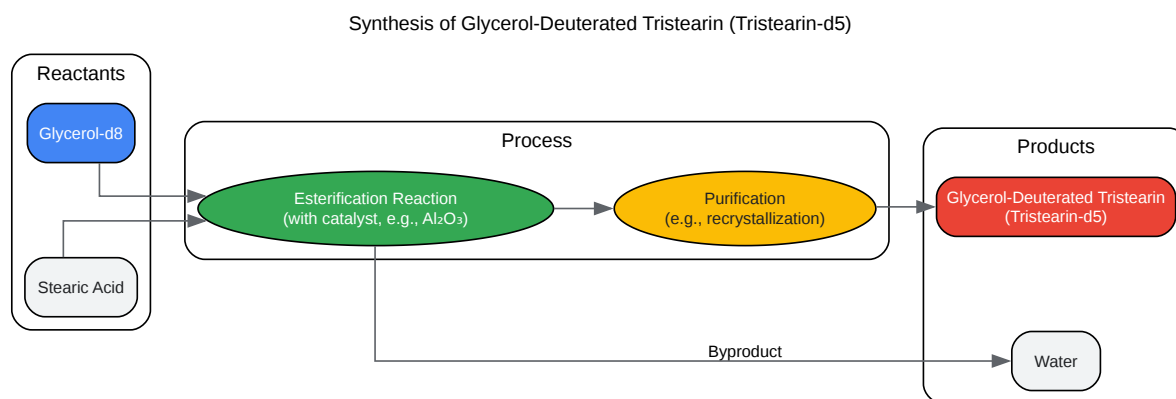 Synthesis of Glycerol-Deuterated Tristearin (Tristearin-d5)
Reactants
Glycerol-d8
Stearic Acid
Process
Esterification Reaction
(with catalyst, e.g., Al₂O₃)
Purification
(e.g., recrystallization)
Products
Glycerol-Deuterated Tristearin
(Tristearin-d5)
Byproduct
Water